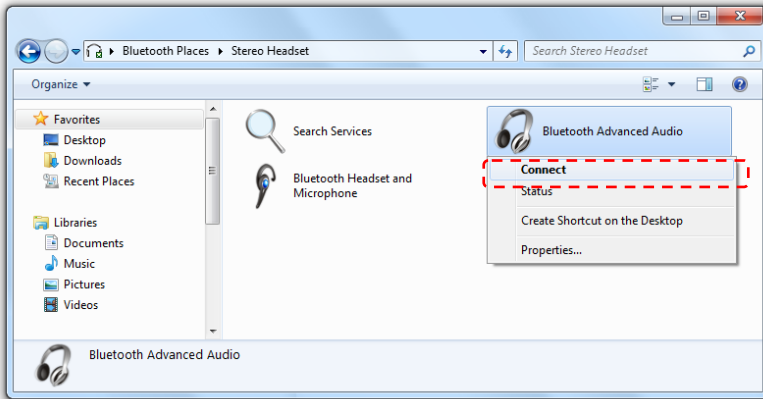 Bluetooth Places
Stereo Headset
Search Stereo Headset
Organize
Favorites
Desktop
Downloads
Recent Places
Libraries
Documents
Music
Pictures
Videos
Search Services
Bluetooth Headset and
Microphone
Bluetooth Advanced Audio
Connect
Status
Create Shortcut on the Desktop
Properties...
Bluetooth Advanced Audio